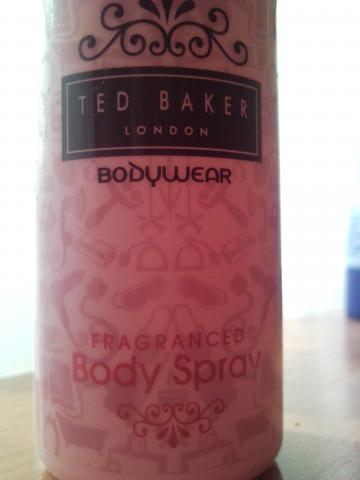 TED BAKER
LONDON
BODYWEAR
FRAGRANCED
Body Spray